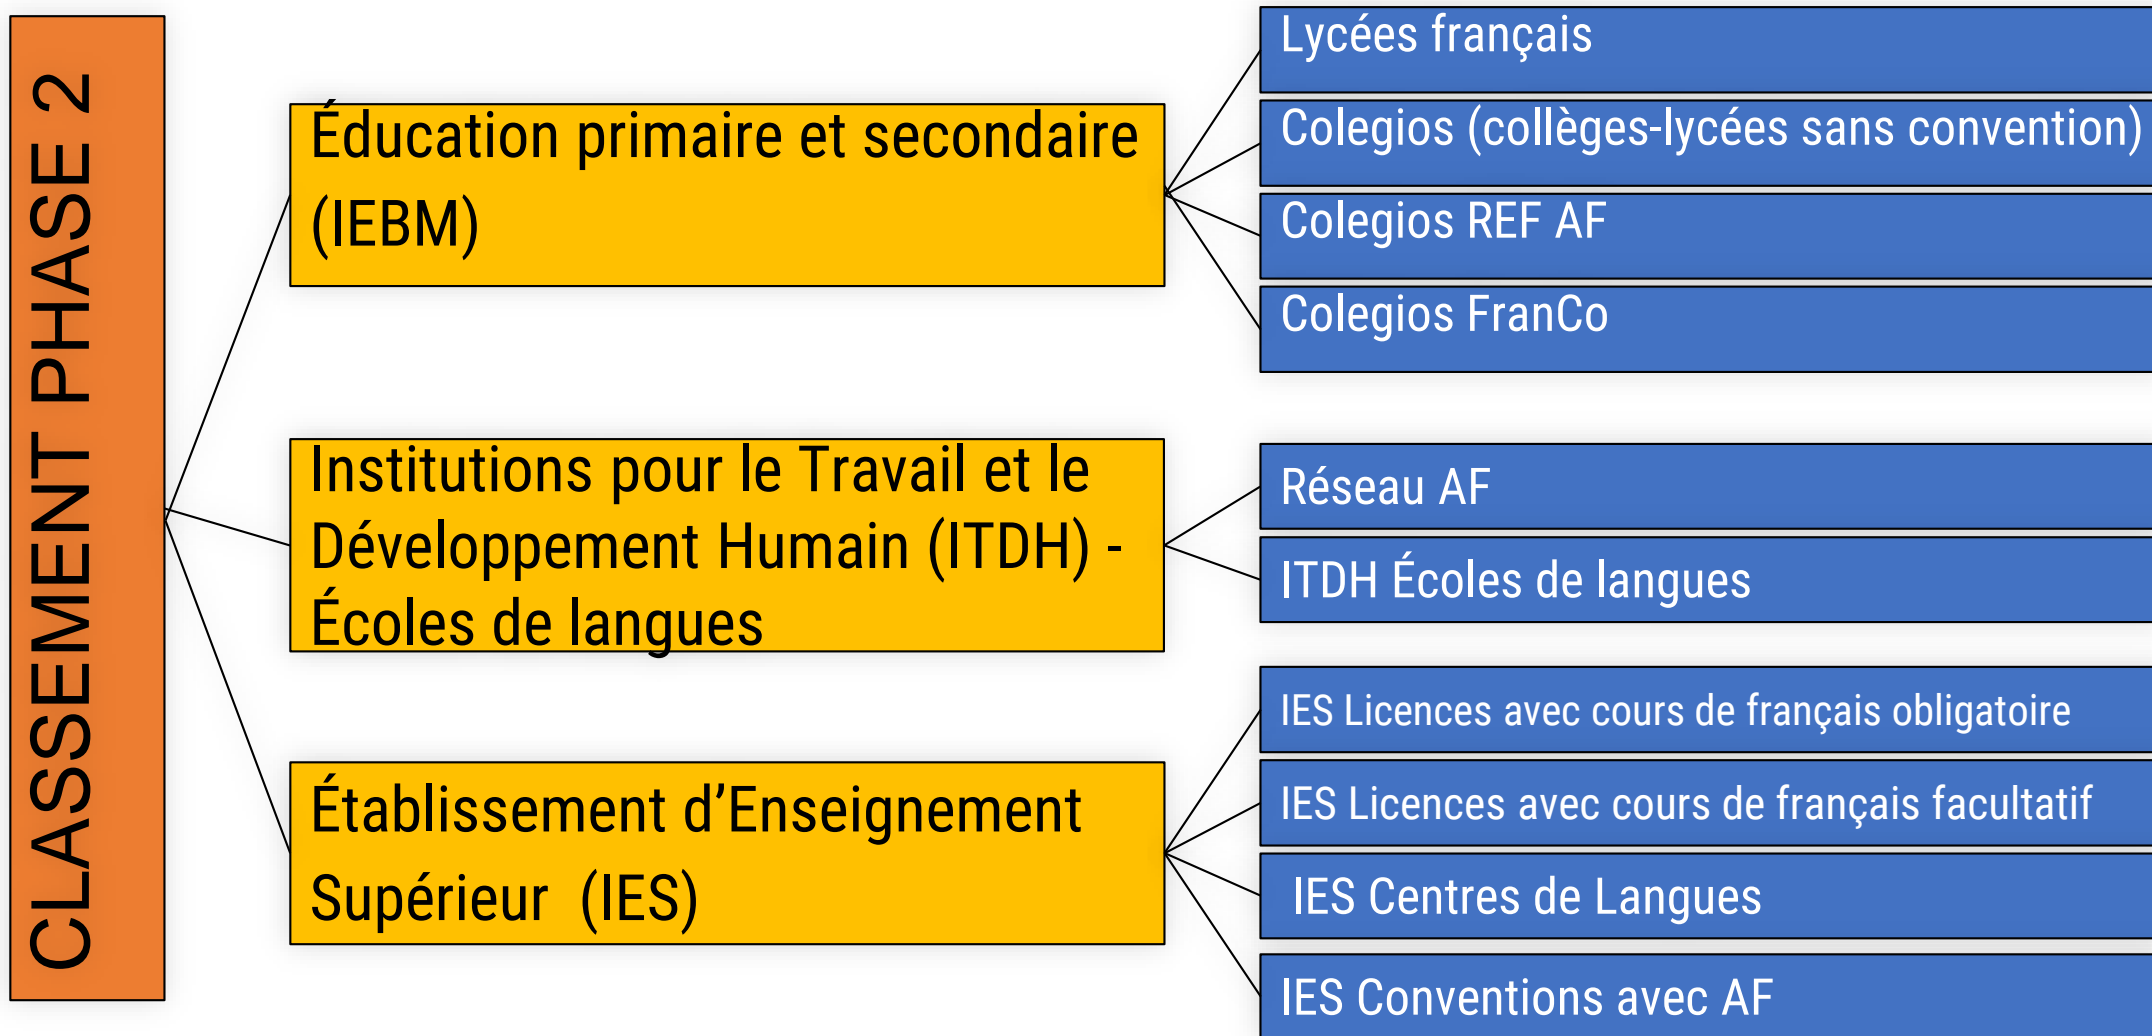 CLASSEMENT PHASE 2
Éducation primaire et secondaire
(IEBM)
Lycées français
Colegios (collèges-lycées sans convention)
Colegios REF AF
Colegios FranCo
Institutions pour le Travail et le
Développement Humain (ITDH) -
Écoles de langues
Réseau AF
ITDH Écoles de langues
Établissement d’Enseignement
Supérieur  (IES)
IES Licences avec cours de français obligatoire
IES Licences avec cours de français facultatif
IES Centres de Langues
IES Conventions avec AF